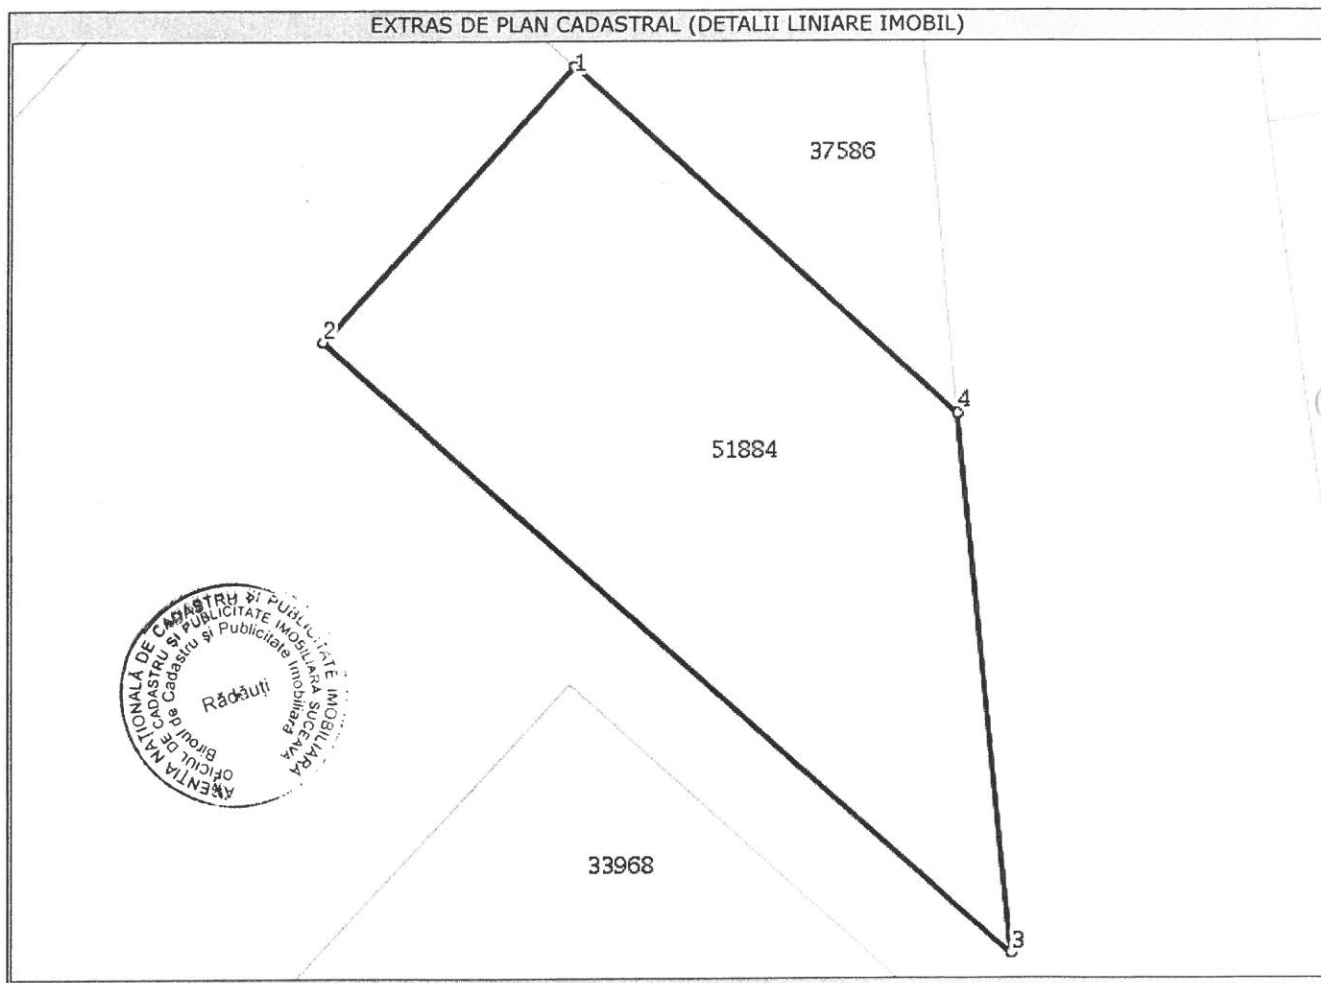 EXTRAS DE PLAN CADASTRAL (DETALII LINIARE IMOBIL)
1
37586
2
4
51884
AGENȚIA NAȚIONALĂ DE CADASTRU ȘI PUBLICITATE IMOBILIARĂ
OFICIUL DE CADASTRU ȘI PUBLICITATE IMOBILIARĂ SUCEAVA
Biroul de Cadastru și Publicitate Imobiliară
Rădăuți
33968
3